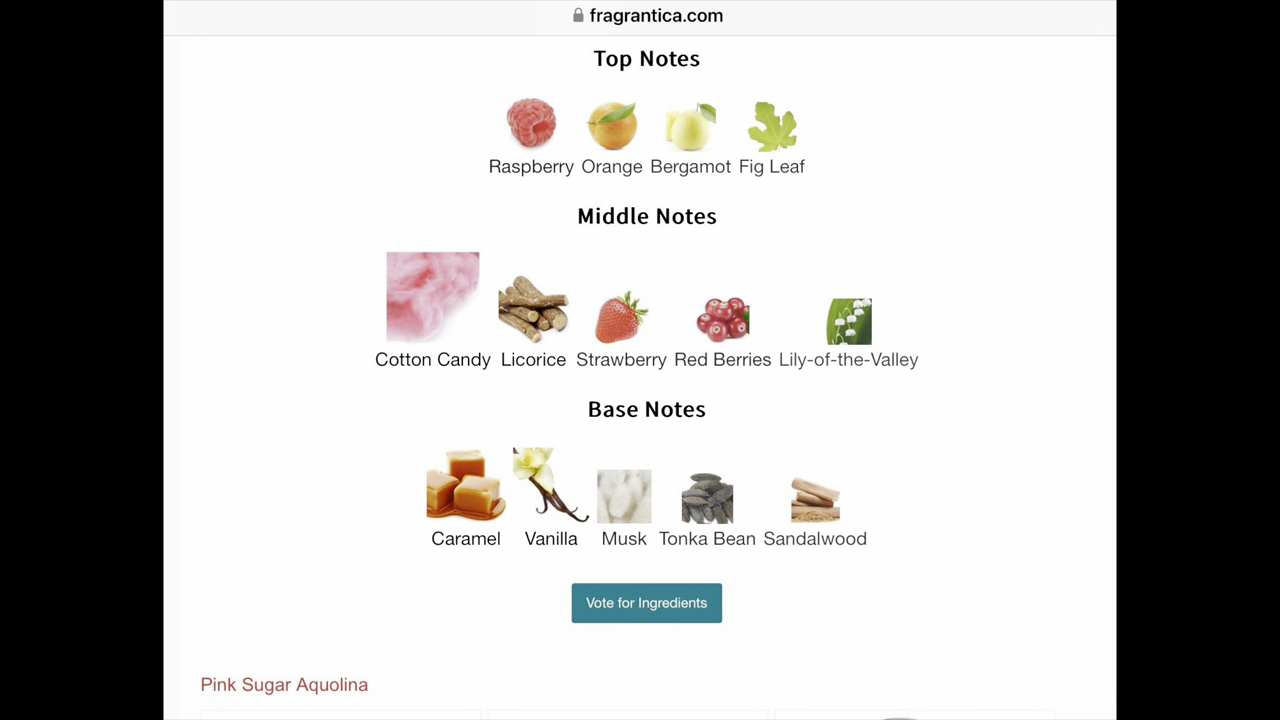 fragrantica.com
Top Notes
Raspberry Orange Bergamot Fig Leaf
Middle Notes
Cotton Candy Licorice Strawberry Red Berries Lily-of-the-Valley
Base Notes
Caramel Vanilla Musk Tonka Bean Sandalwood
Vote for Ingredients
Pink Sugar Aquolina